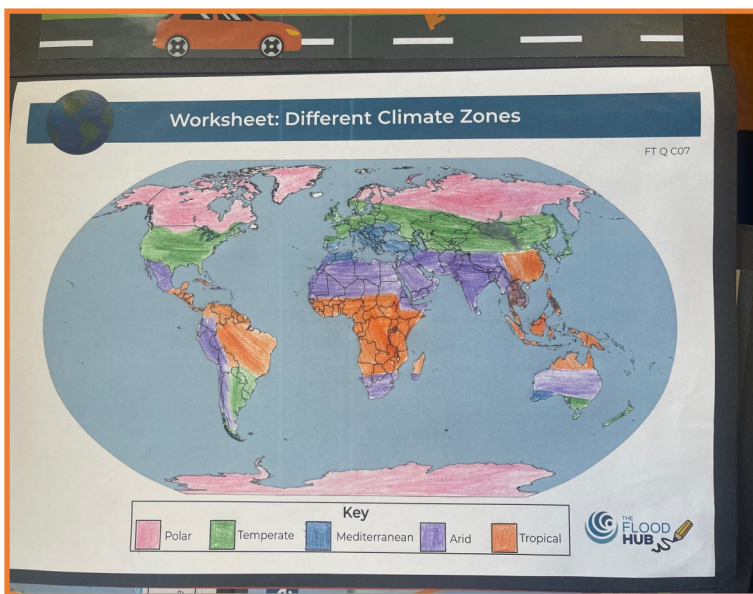 Worksheet: Different Climate Zones
FT Q C07
Key
Polar
Temperate
Mediterranean
Arid
Tropical
THE
FLOOD
HUB